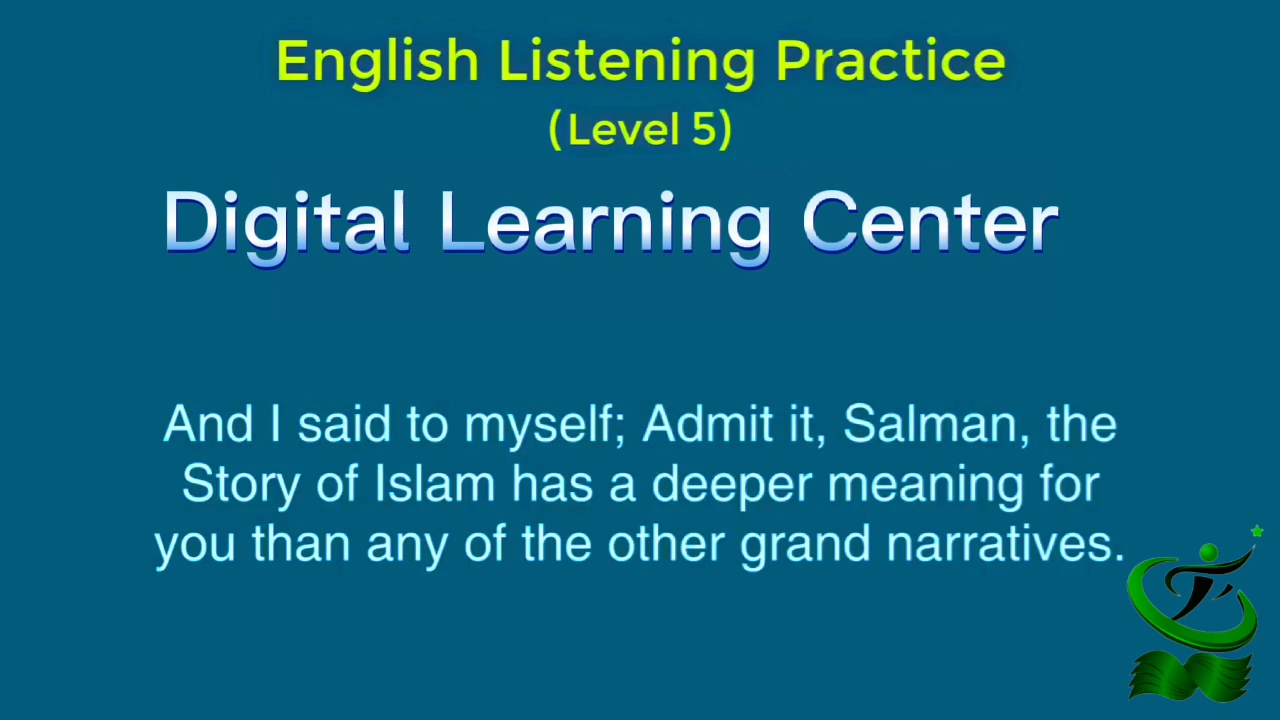 English Listening Practice
(Level 5)
Digital Learning Center
And I said to myself; Admit it, Salman, the
Story of Islam has a deeper meaning for
you than any of the other grand narratives.